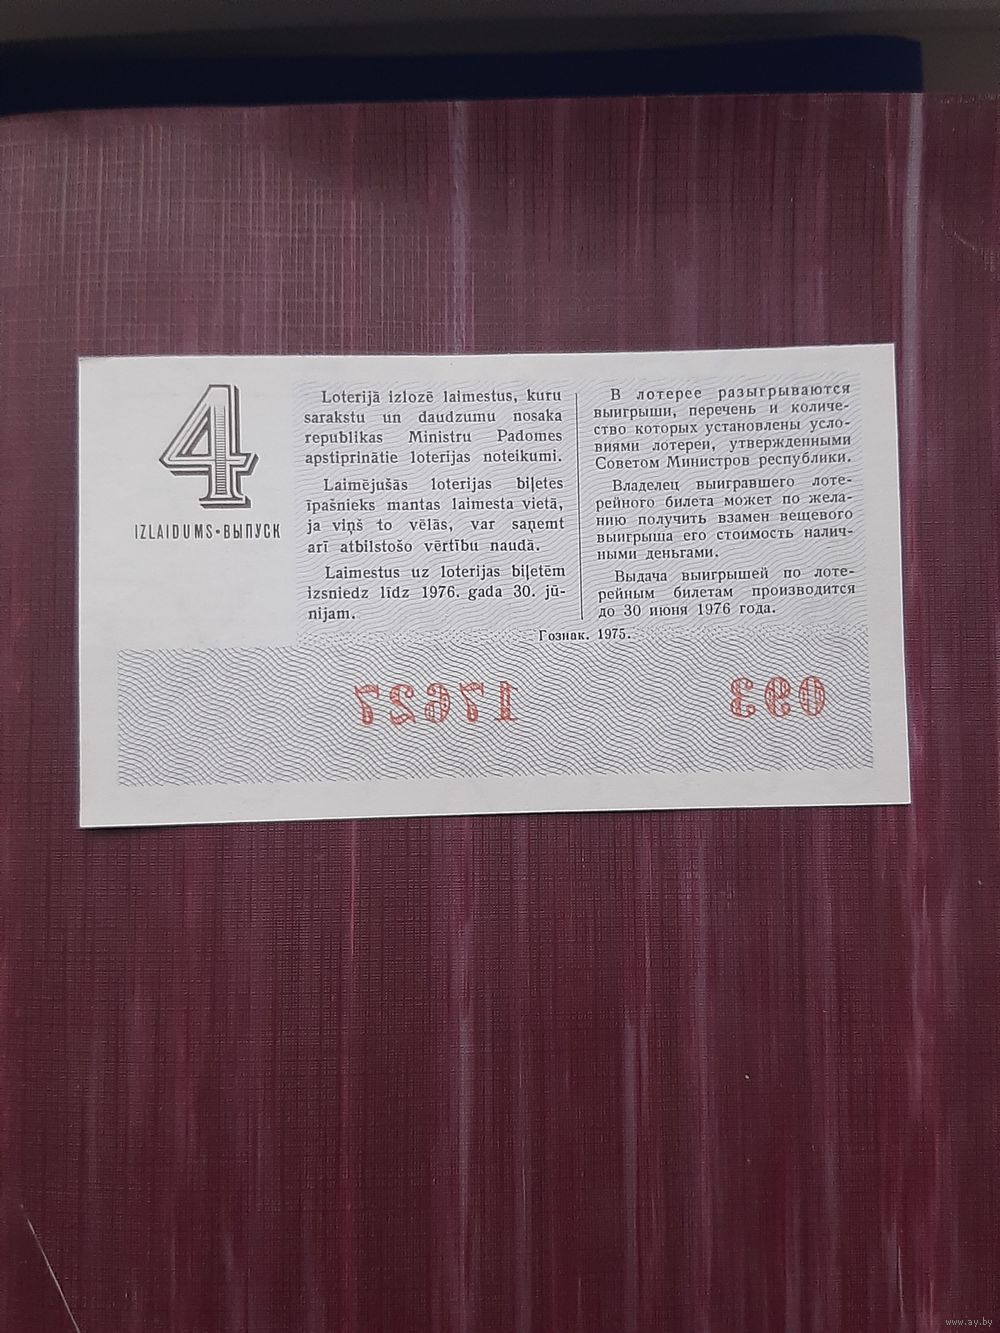 4
IZLAIDUMS•ВЫПУСК
Loterijā izlozē laimestus, kuru
sarakstu un daudzumu nosaka
republikas Ministru Padomes
apstiprinātie loterijas noteikumi.
Laimējušās loterijas biļetes
īpašnieks mantas laimesta vietā,
ja viņš to vēlās, var saņemt
arī atbilstošo vērtību naudā.
Laimestus uz loterijas biļetēm
izsniedz līdz 1976. gada 30. jū-
nijam.
В лотерее разыгрываются
выигрыши, перечень и количе-
ство которых установлены усло-
виями лотереи, утвержденными
Советом Министров республики.
Владелец выигравшего лоте-
рейного билета может по жела-
нию получить взамен вещевого
выигрыша его стоимость налич-
ными деньгами.
Выдача выигрышей по лоте-
рейным билетам производится
до 30 июня 1976 года.
Гознак. 1975.
17627
093
www.ay.by